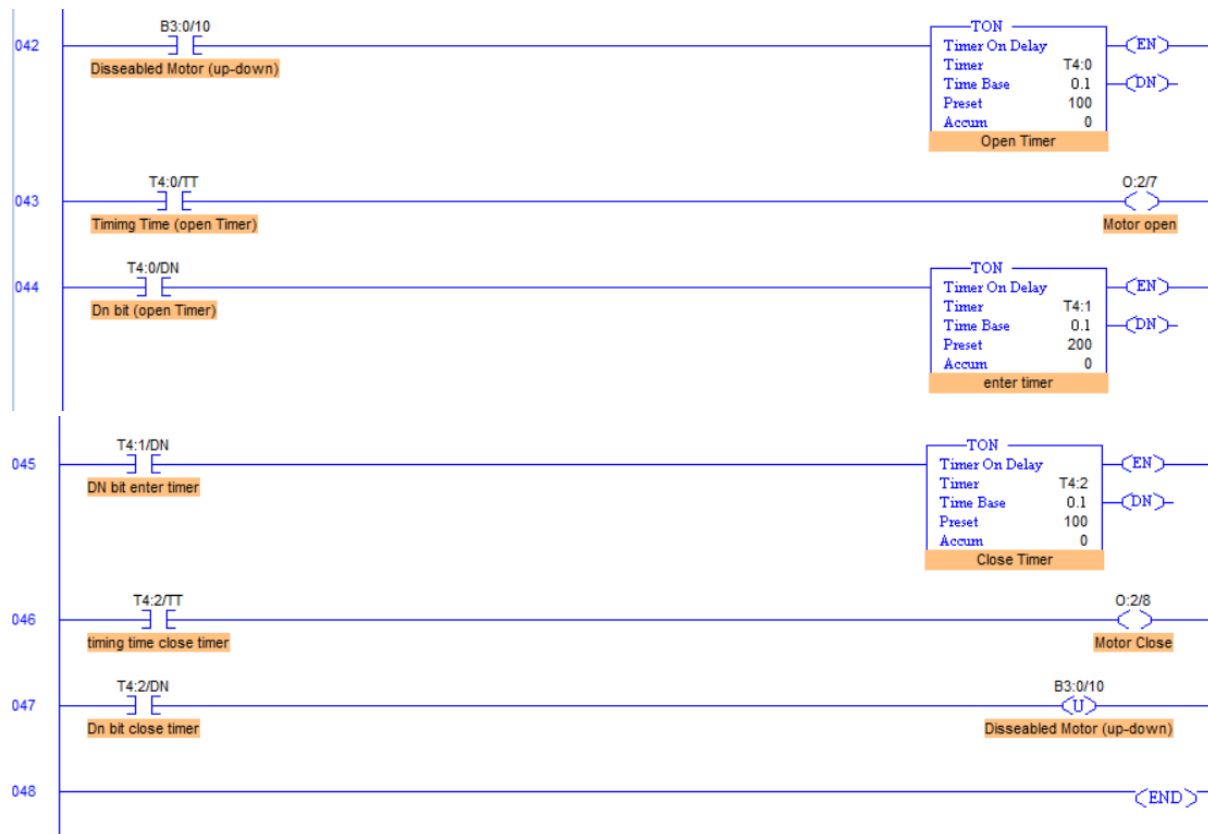 B3:0/10
TON
042
Timer On Delay
EN
Disseabled Motor (up-down)
Timer T4:0
Time Base 0.1
DN
Preset 100
Accum 0
Open Timer
T4:0/TT
O:2/7
043
Timimg Time (open Timer)
Motor open
T4:0/DN
TON
044
Timer On Delay
EN
Dn bit (open Timer)
Timer T4:1
Time Base 0.1
DN
Preset 200
Accum 0
enter timer
T4:1/DN
TON
045
Timer On Delay
EN
DN bit enter timer
Timer T4:2
Time Base 0.1
DN
Preset 100
Accum 0
Close Timer
T4:2/TT
O:2/8
046
timing time close timer
Motor Close
T4:2/DN
B3:0/10
047
U
Dn bit close timer
Disseabled Motor (up-down)
048
END